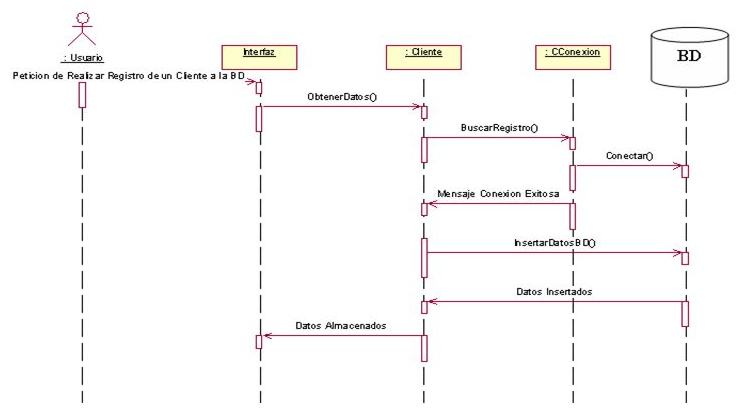 : Usuario
Interfaz
: Cliente
: CConexion
BD
Peticion de Realizar Registro de un Cliente a la BD
ObtenerDatos()
BuscarRegistro()
Conectar()
Mensaje Conexion Exitosa
InsertarDatosBD()
Datos Insertados
Datos Almacenados